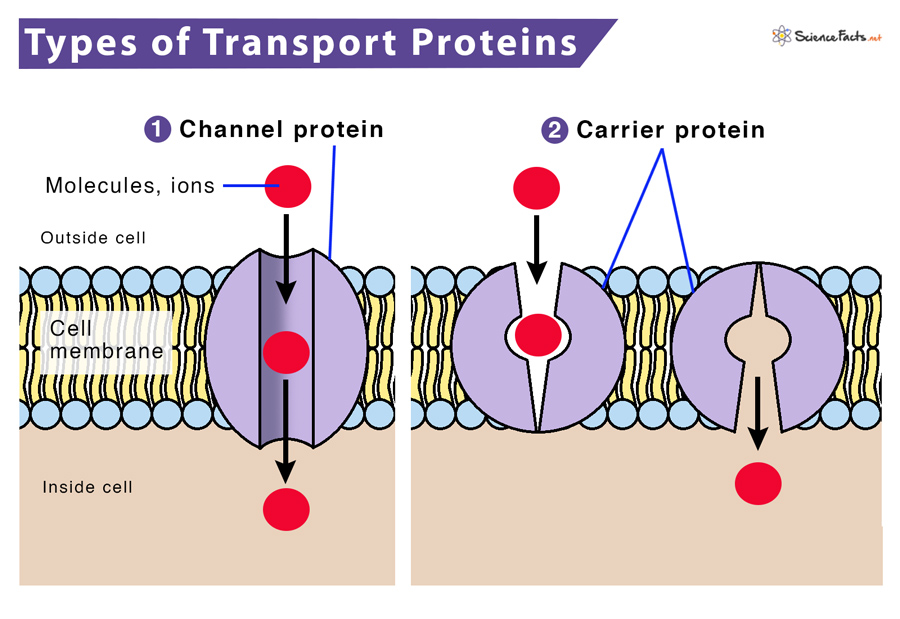 Types of Transport Proteins
ScienceFacts.net
1 Channel protein
2 Carrier protein
Molecules, ions
Outside cell
Cell
membrane
Inside cell